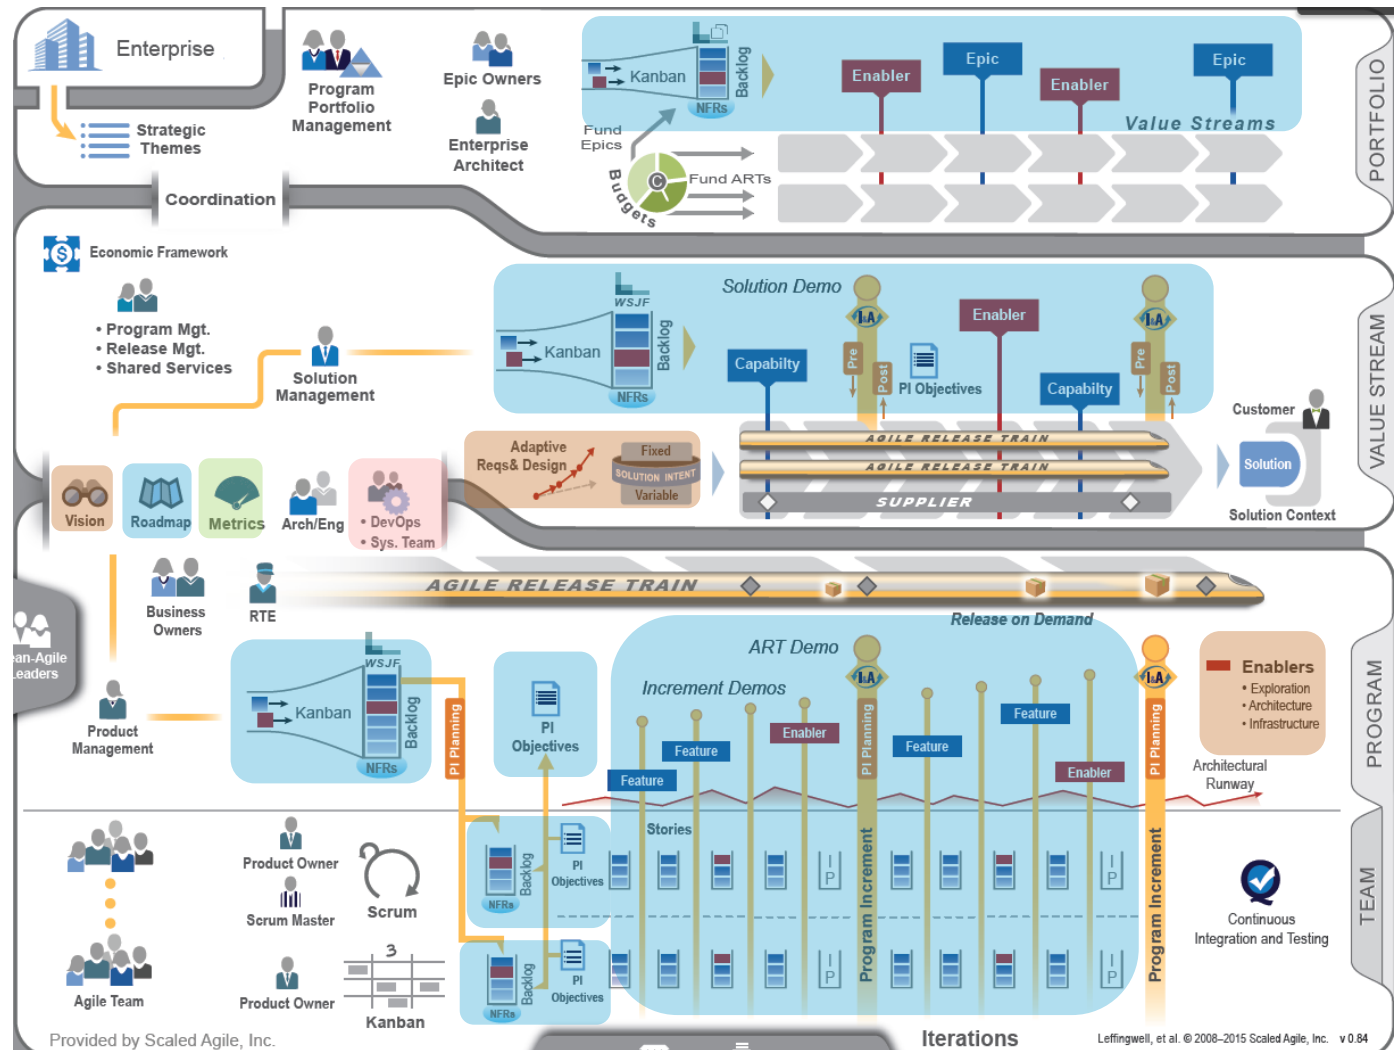 Enterprise
Strategic
Themes
Program
Portfolio
Management
Epic Owners
Enterprise
Architect
Kanban
Backlog
NFRs
Fund
Epics
Budgets
C
Fund ARTs
Enabler
Epic
Enabler
Epic
Value Streams
PORTFOLIO
Coordination
Economic Framework
• Program Mgt.
• Release Mgt.
• Shared Services
Solution
Management
WSJF
Kanban
Backlog
NFRs
Solution Demo
Capabilty
I&A
Pre
Post
PI Objectives
Enabler
Capabilty
I&A
Pre
Post
Customer
Solution
Solution Context
VALUE STREAM
Adaptive
Reqs& Design
Fixed
SOLUTION INTENT
Variable
AGILE RELEASE TRAIN
AGILE RELEASE TRAIN
SUPPLIER
Vision
Roadmap
Metrics
Arch/Eng
• DevOps
• Sys. Team
Business
Owners
RTE
AGILE RELEASE TRAIN
Release on Demand
ean-Agile
Leaders
Product
Management
WSJF
Kanban
Backlog
NFRs
PI Planning
PI
Objectives
ART Demo
Increment Demos
Feature
Feature
Enabler
I&A
PI Planning
Feature
Feature
Enabler
I&A
PI Planning
Enablers
• Exploration
• Architecture
• Infrastructure
Architectural
Runway
PROGRAM
Agile Team
Product Owner
Scrum Master
Scrum
Product Owner
3
Kanban
Backlog
NFRs
PI
Objectives
Backlog
NFRs
PI
Objectives
Stories
I
P
I
P
I
P
I
P
Program Increment
Program Increment
Continuous
Integration and Testing
TEAM
Provided by Scaled Agile, Inc.
Iterations
Leffingwell, et al. © 2008–2015 Scaled Agile, Inc. v 0.84